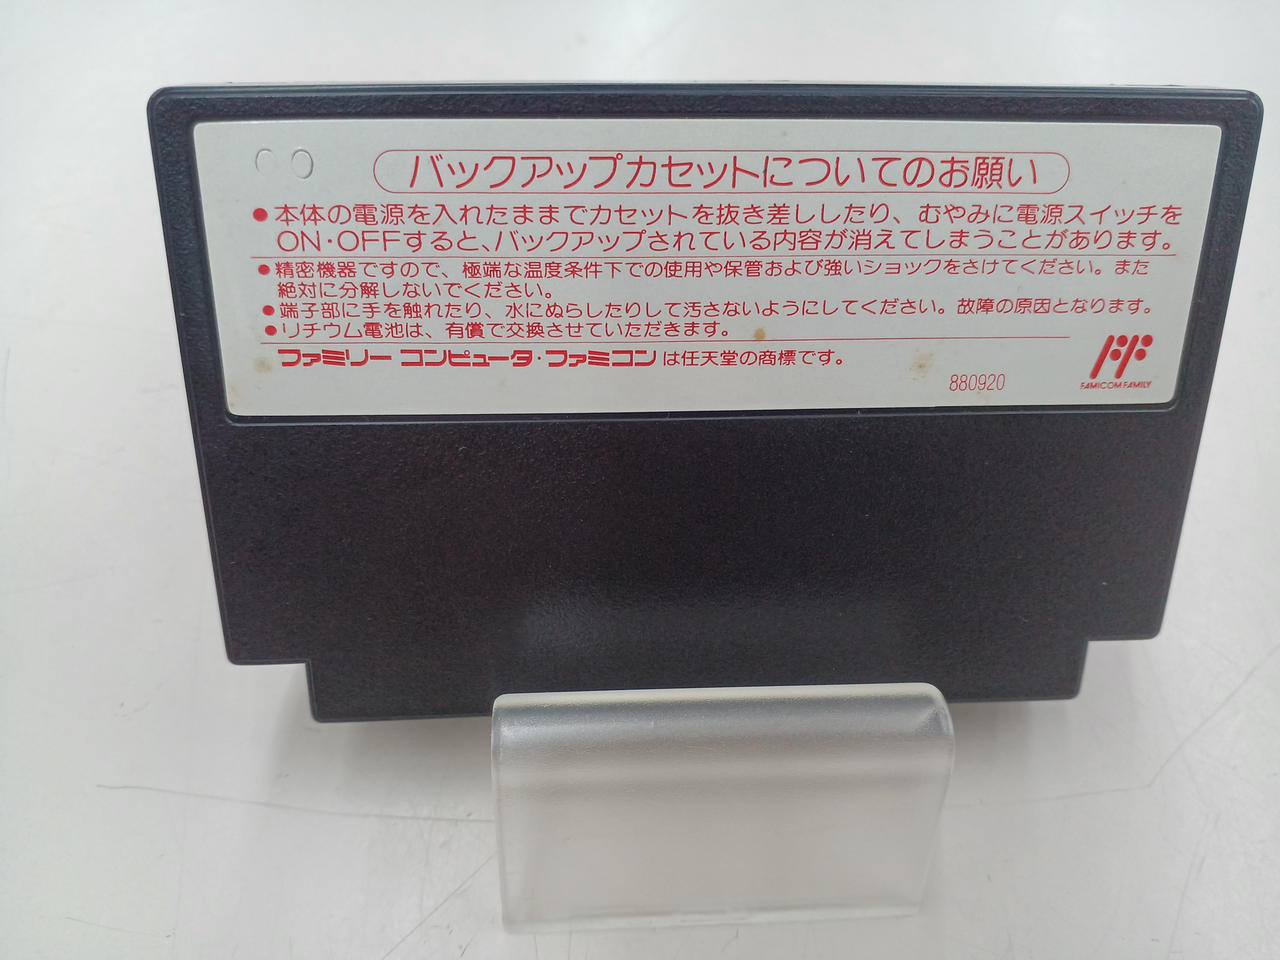 バックアップカセットについてのお願い
●本体の電源を入れたままでカセットを抜き差ししたり、むやみに電源スイッチを
ON・OFFすると、バックアップされている内容が消えてしまうことがあります。
●精密機器ですので、極端な温度条件下での使用や保管および強いショックをさけてください。また
絶対に分解しないでください。
●端子部に手を触れたり、水にぬらしたりして汚さないようにしてください。故障の原因となります。
●リチウム電池は、有償で交換させていただきます。
ファミリー コンピュータ・ファミコンは任天堂の商標です。
880920
FAMICOM FAMILY